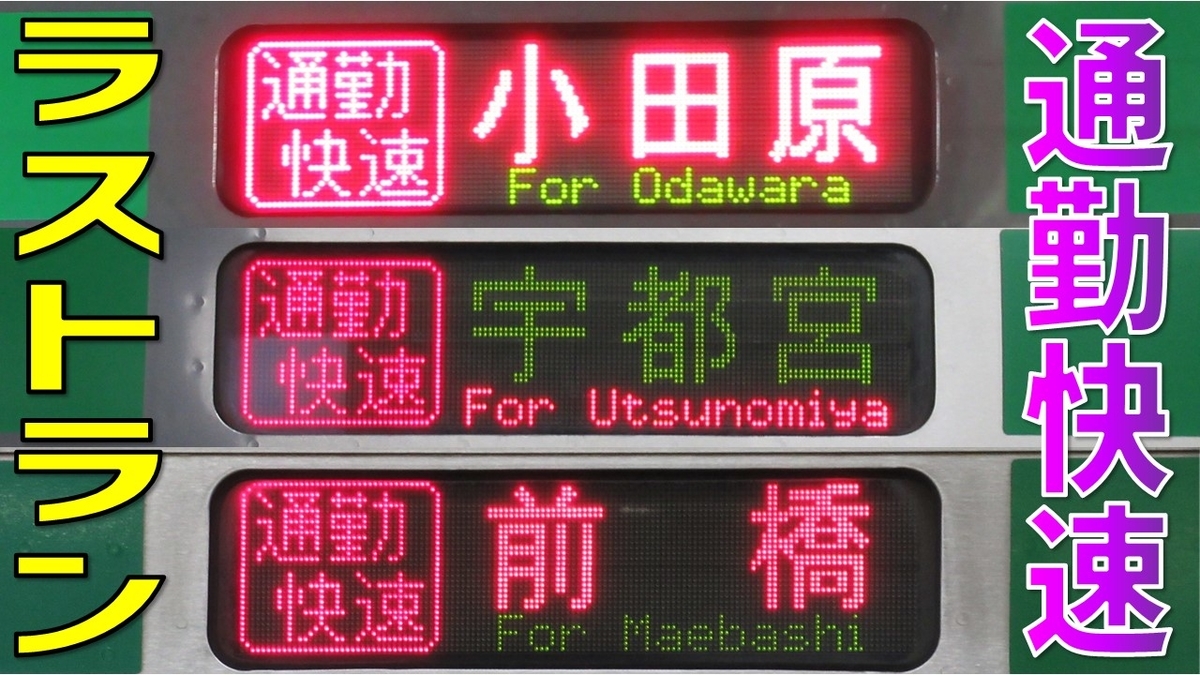 ラストラン
通勤快速
通勤
快速
小田原
For Odawara
通勤
快速
宇都宮
For Utsunomiya
通勤
快速
前橋
For Maebashi